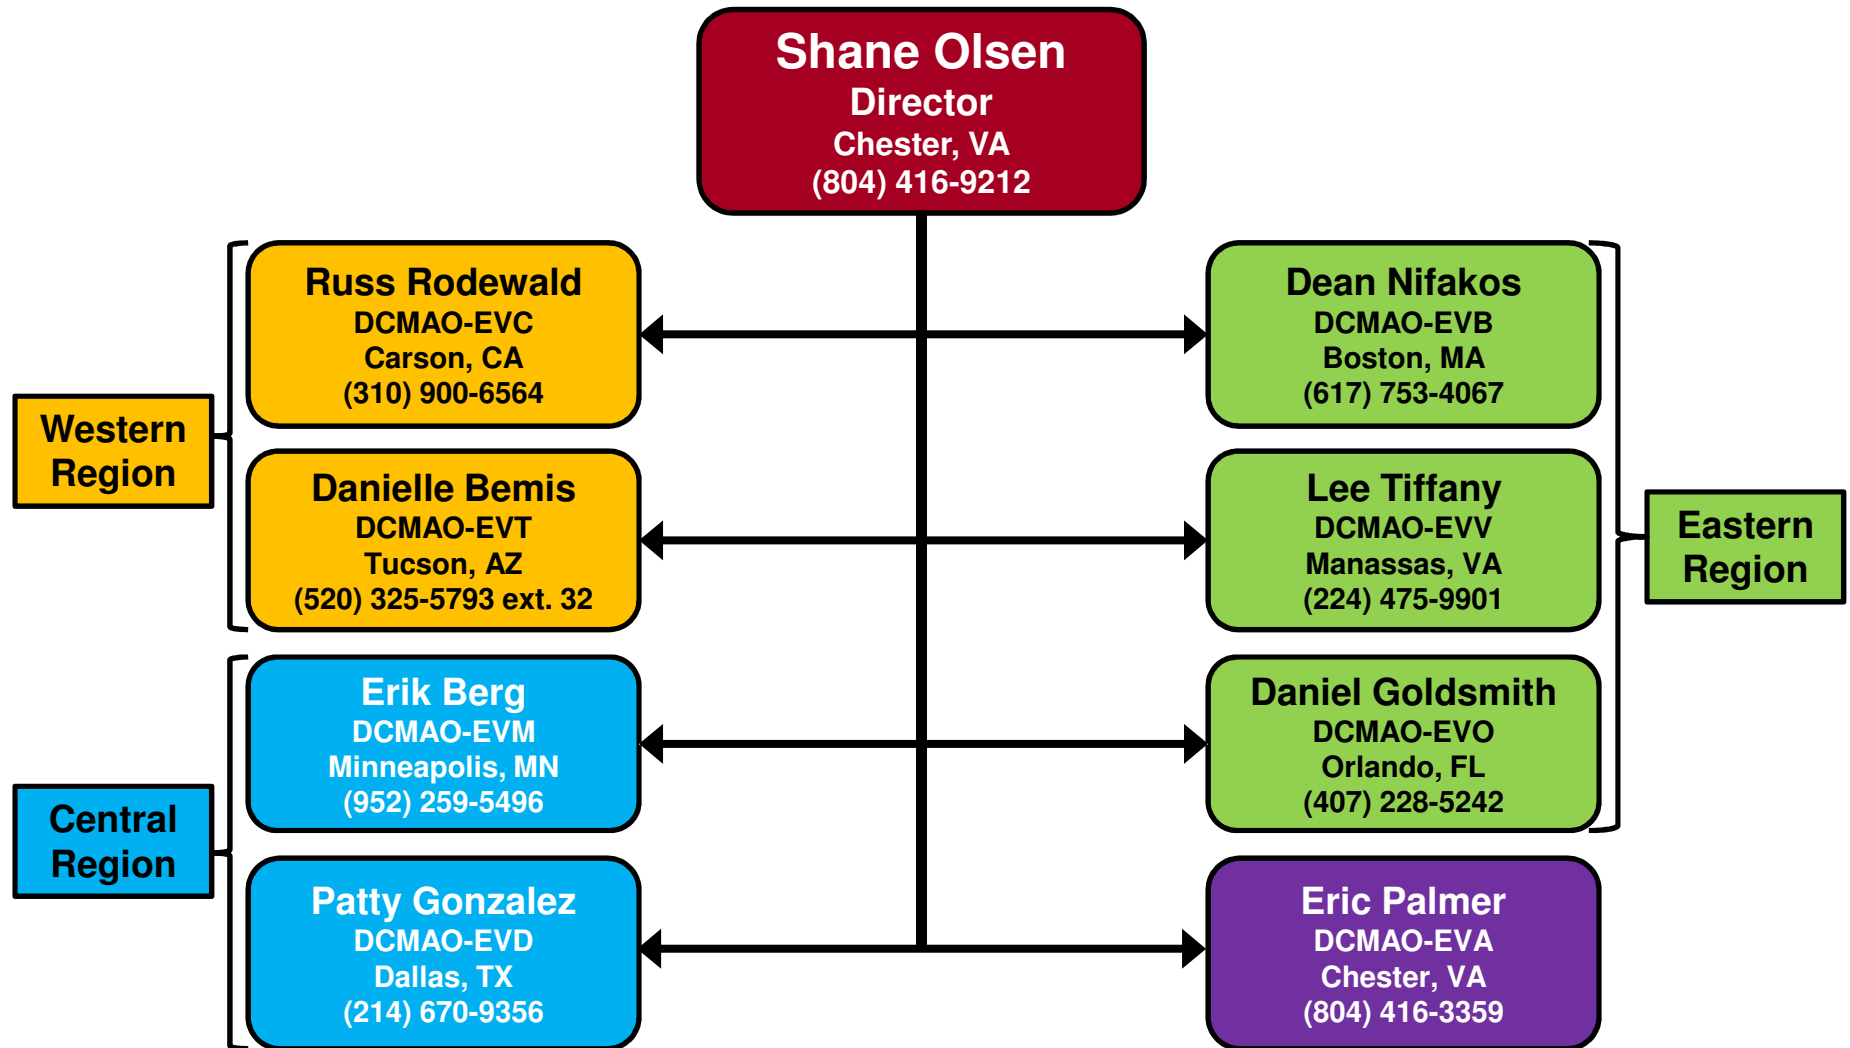 Shane Olsen
Director
Chester, VA
(804) 416-9212
Western
Region
Russ Rodewald
DCMAO-EVC
Carson, CA
(310) 900-6564
Danielle Bemis
DCMAO-EVT
Tucson, AZ
(520) 325-5793 ext. 32
Central
Region
Erik Berg
DCMAO-EVM
Minneapolis, MN
(952) 259-5496
Patty Gonzalez
DCMAO-EVD
Dallas, TX
(214) 670-9356
Dean Nifakos
DCMAO-EVB
Boston, MA
(617) 753-4067
Lee Tiffany
DCMAO-EVV
Manassas, VA
(224) 475-9901
Daniel Goldsmith
DCMAO-EVO
Orlando, FL
(407) 228-5242
Eastern
Region
Eric Palmer
DCMAO-EVA
Chester, VA
(804) 416-3359